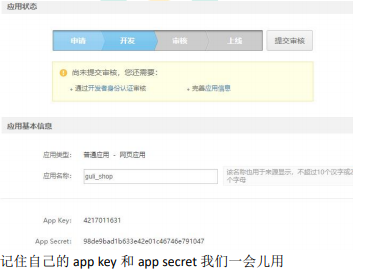 应用状态
申请 开发 审核 上线 提交审核
尚未提交审核，您还需要：
• 通过开发者身份认证审核 • 完善应用信息
应用基本信息
应用类型： 普通应用 - 网页应用
应用名称： guli_shop 该名称也用于来源显示，不超过10个汉字或
个字母
App Key： 4217011631
App Secret： 98de9bad1b633e42e01c46746e791047
记住自己的 app key 和 app secret 我们一会儿用